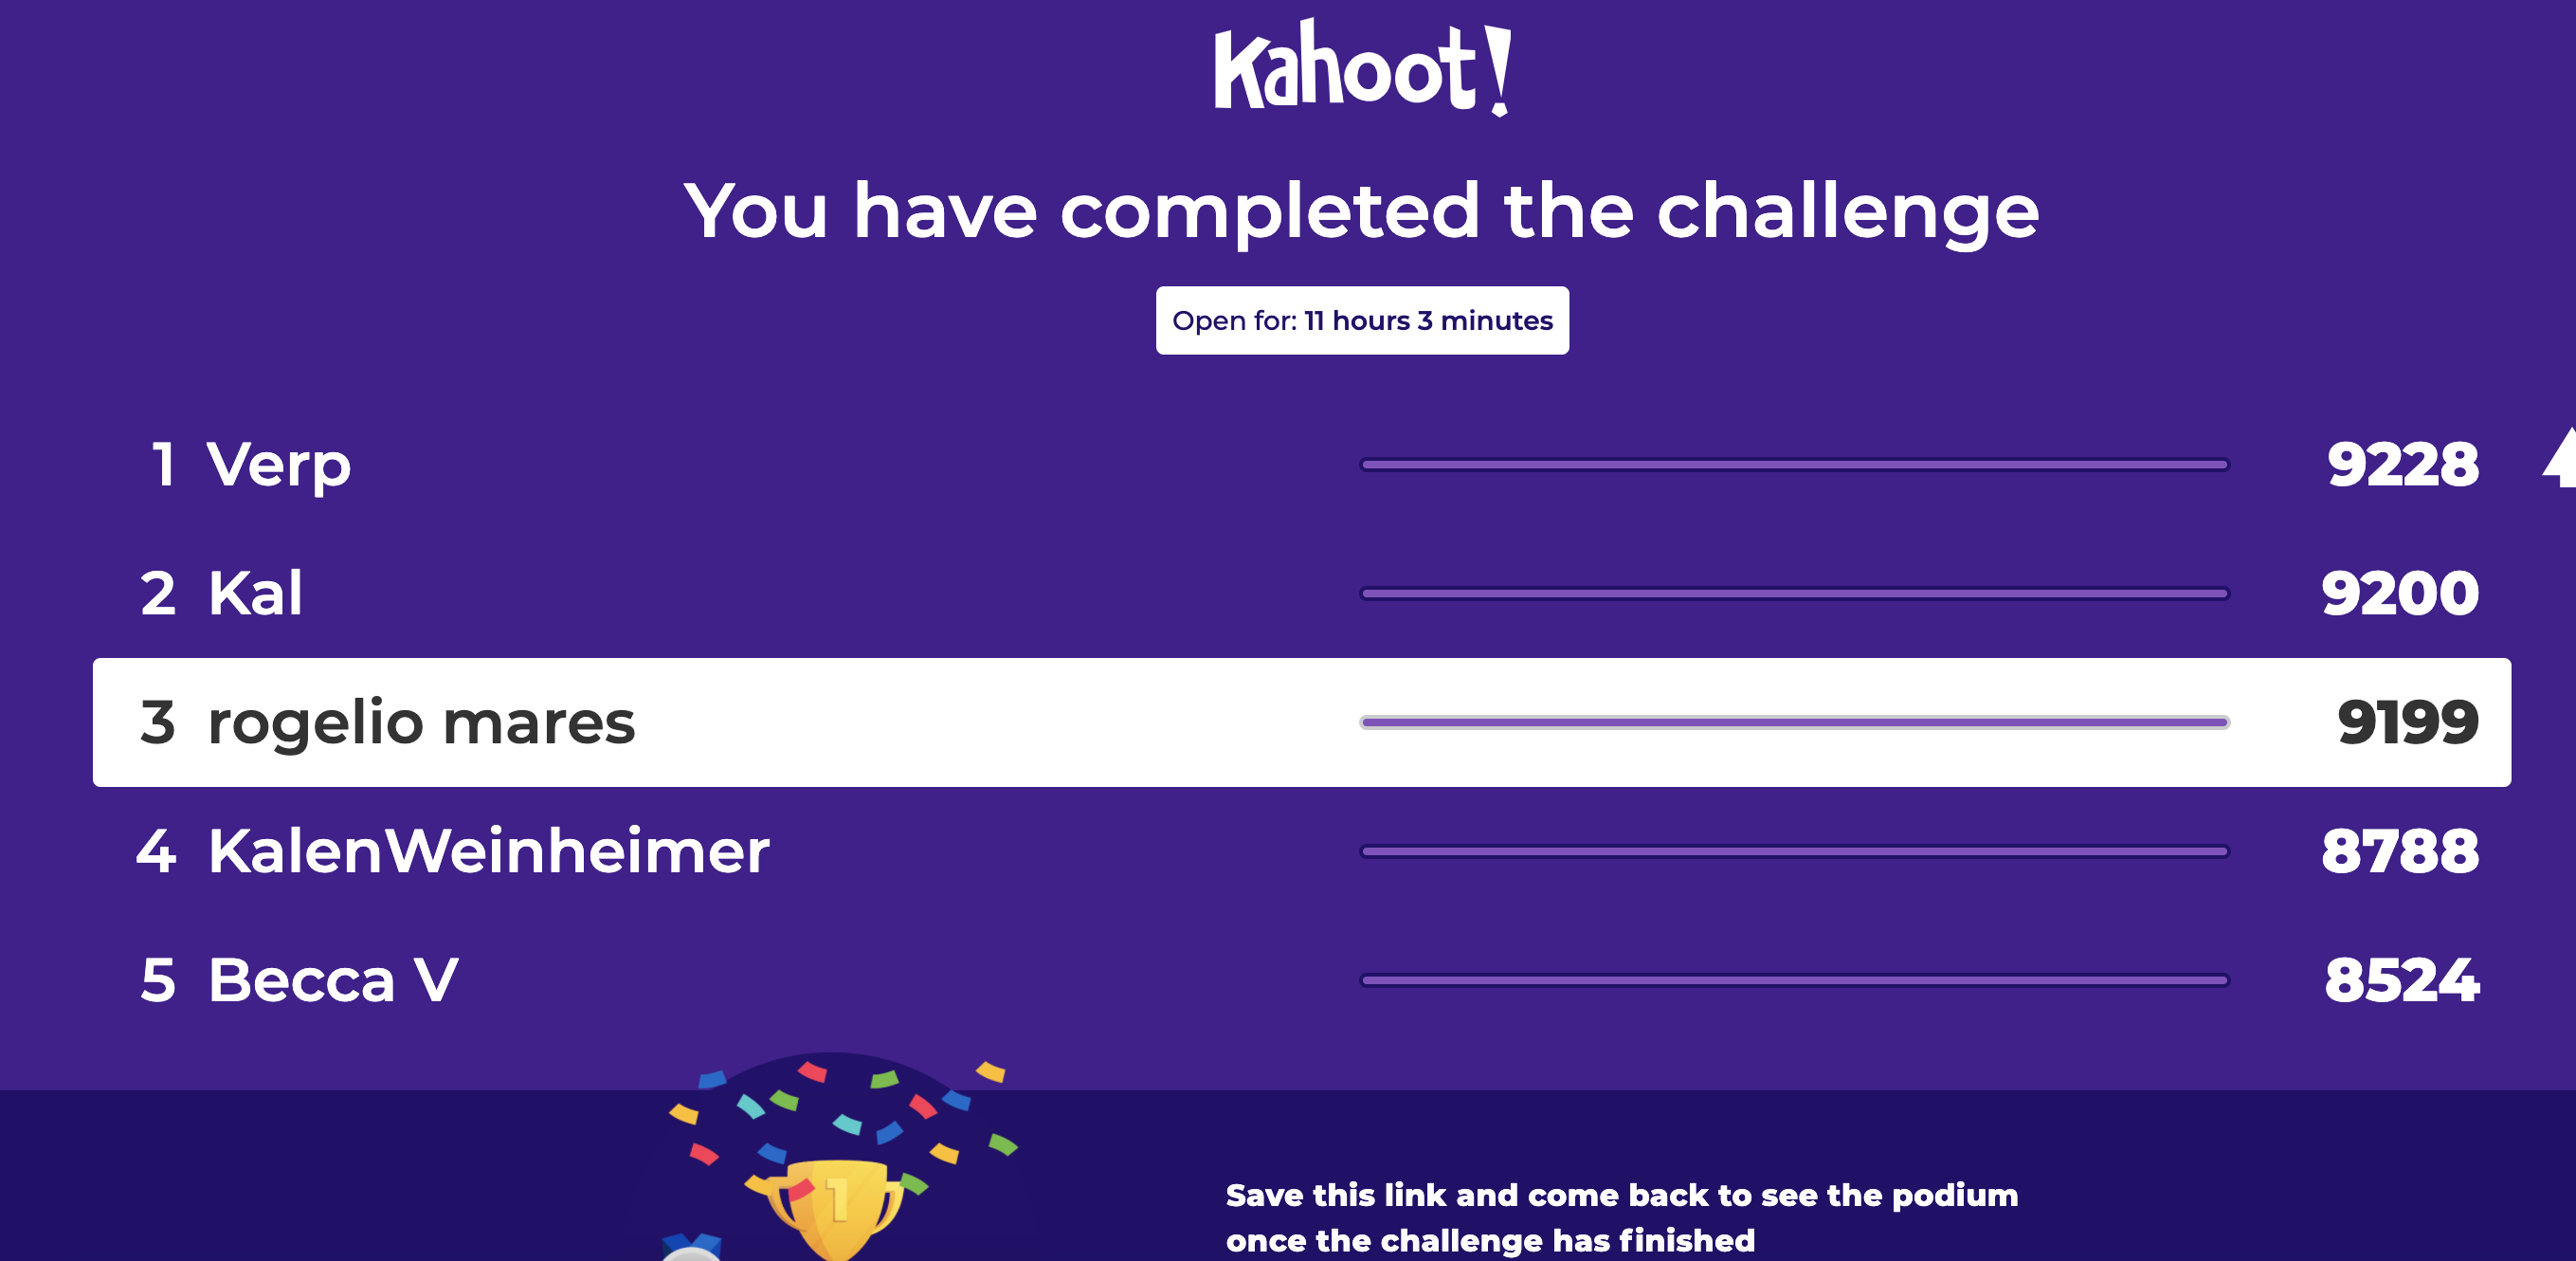 Kahoot!
You have completed the challenge
Open for: 11 hours 3 minutes
1 Verp 9228
2 Kal 9200
3 rogelio mares 9199
4 KalenWeinheimer 8788
5 Becca V 8524
1
Save this link and come back to see the podium
once the challenge has finished